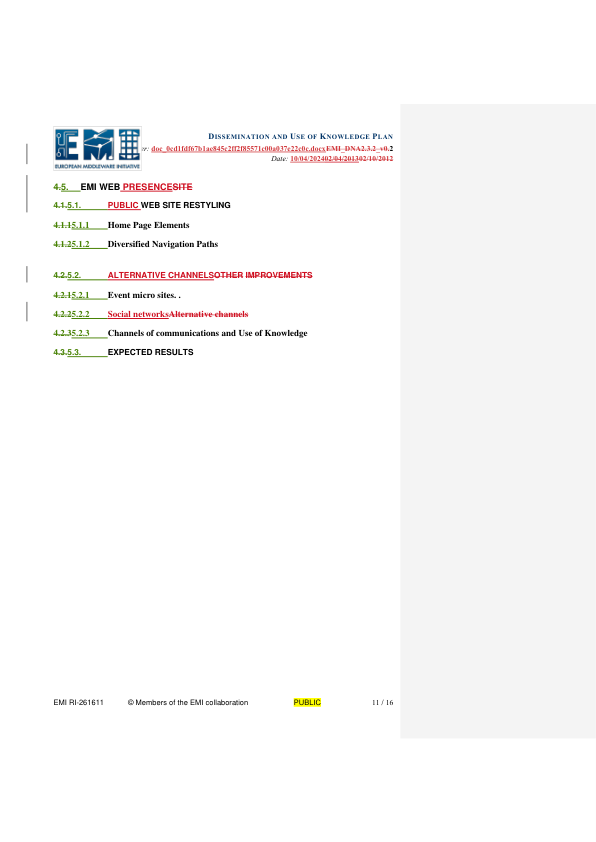 EMI
EUROPEAN MIDDLEWARE INITIATIVE
DISSEMINATION AND USE OF KNOWLEDGE PLAN
doc_0cd1fdf67b1ae845c2ff2f85571c00a037e22c0c.docxEMI_DNA2.3.2_v0.2
Date: 10/04/202402/04/201302/10/2012
4.5. EMI WEB PRESENCESITE
4.1.5.1. PUBLIC WEB SITE RESTYLING
4.1.15.1.1 Home Page Elements
4.1.25.1.2 Diversified Navigation Paths
4.2.5.2. ALTERNATIVE CHANNELSOTHER IMPROVEMENTS
4.2.15.2.1 Event micro sites. .
4.2.25.2.2 Social networksAlternative channels
4.2.35.2.3 Channels of communications and Use of Knowledge
4.3.5.3. EXPECTED RESULTS
EMI RI-261611 © Members of the EMI collaboration PUBLIC 11 / 16